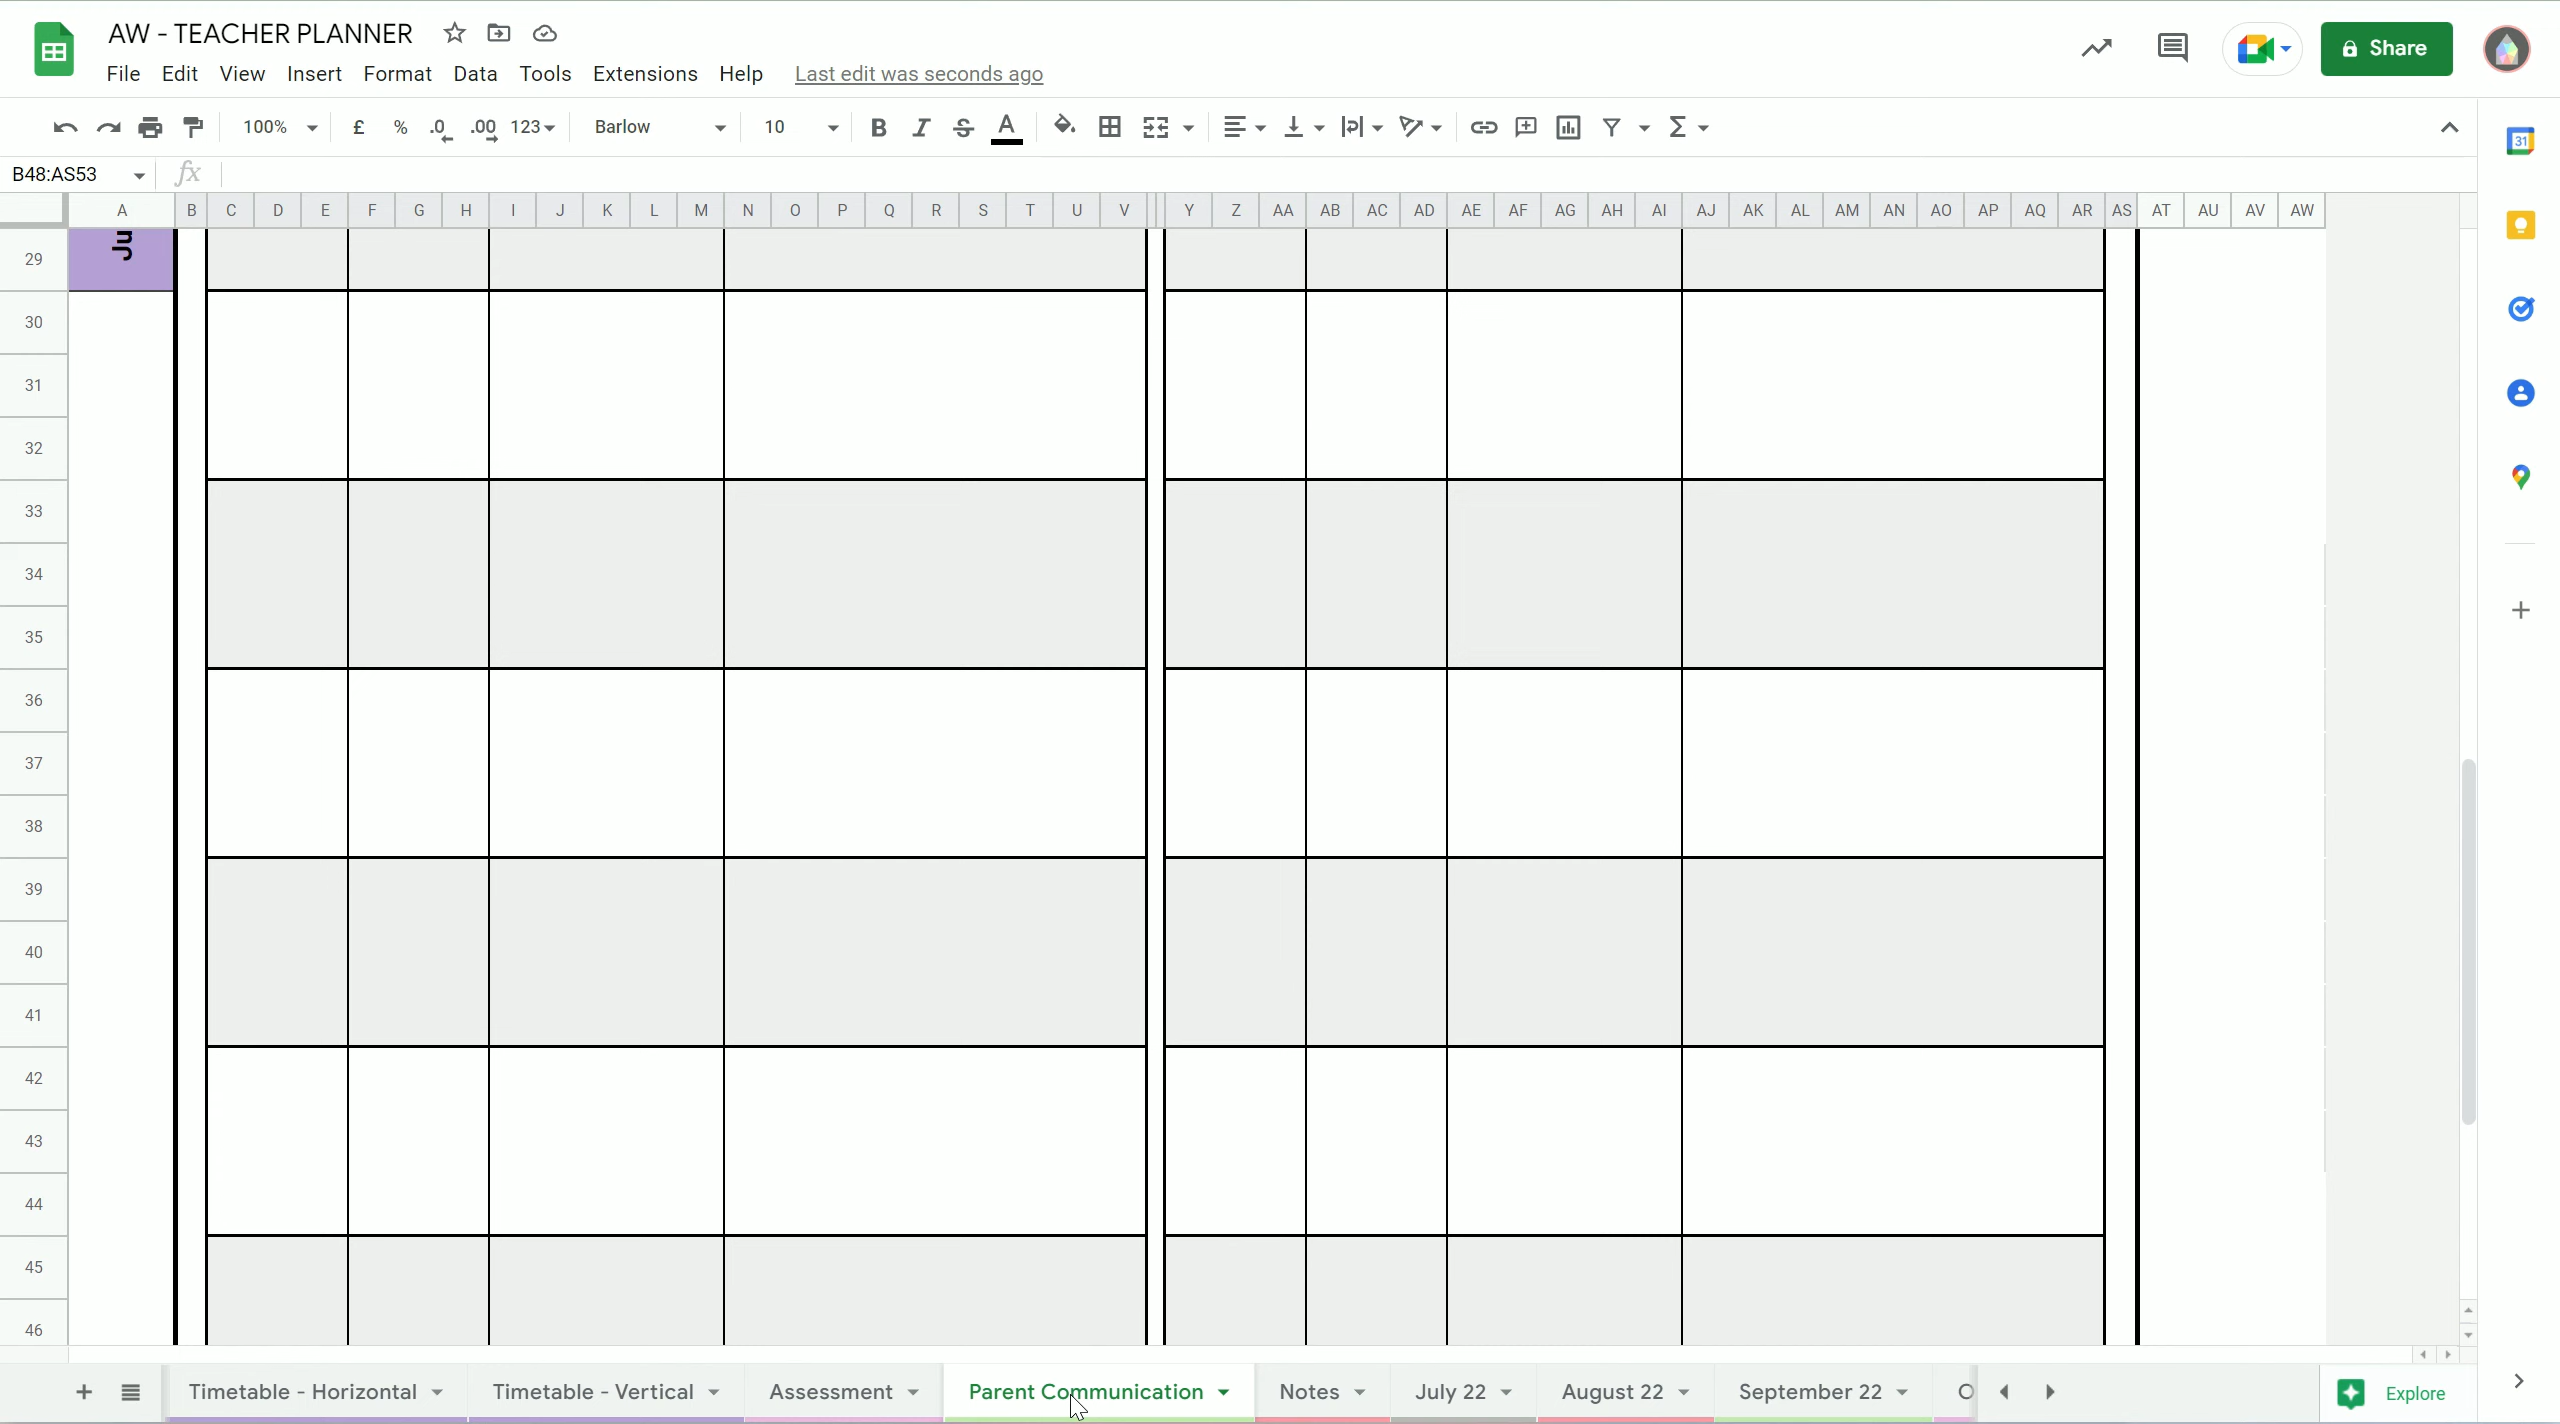 AW - TEACHER PLANNER
File Edit View Insert Format Data Tools Extensions Help Last edit was seconds ago
Share
100% £ % .0 .00 123 Barlow 10 B I S A Σ
31
B48:AS53 fx
A B C D E F G H I J K L M N O P Q R S T U V Y Z AA AB AC AD AE AF AG AH AI AJ AK AL AM AN AO AP AQ AR AS AT AU AV AW
29 Ju
30
31
32
33
34
35
36
37
38
39
40
41
42
43
44
45
46
Timetable - Horizontal Timetable - Vertical Assessment Parent Communication Notes July 22 August 22 September 22 O Explore